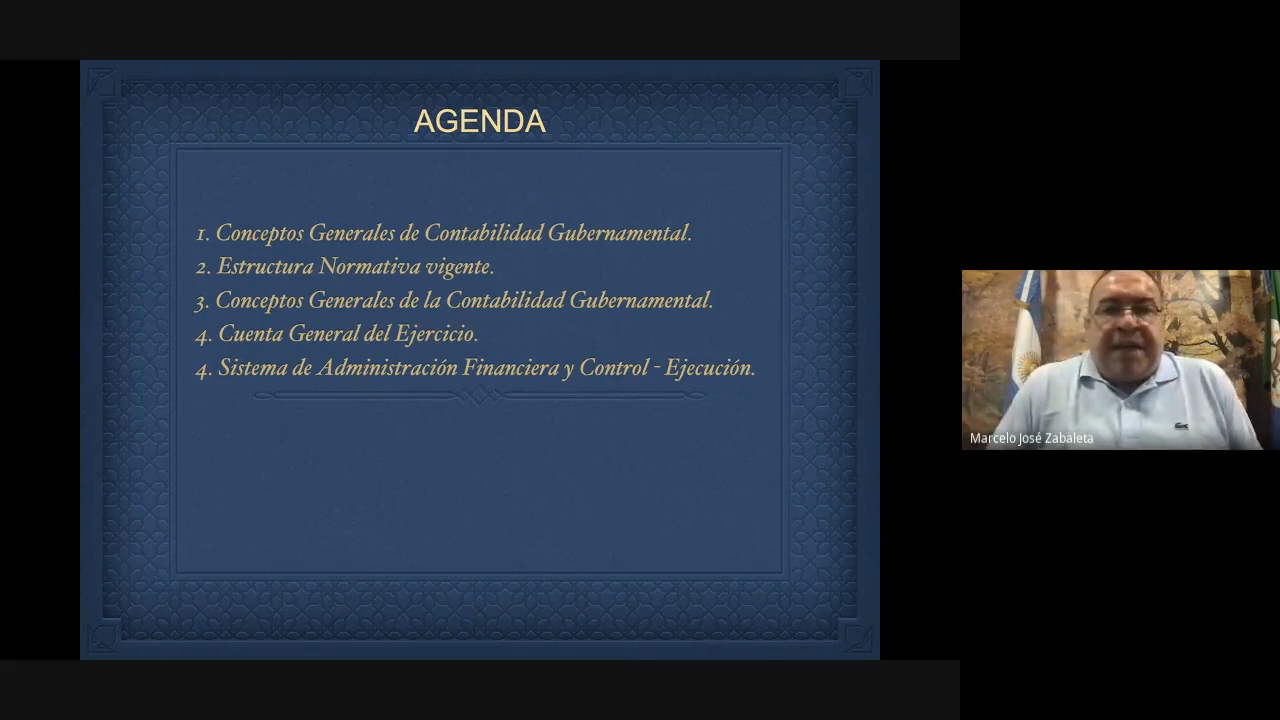 AGENDA
1. Conceptos Generales de Contabilidad Gubernamental.
2. Estructura Normativa vigente.
3. Conceptos Generales de la Contabilidad Gubernamental.
4. Cuenta General del Ejercicio.
4. Sistema de Administración Financiera y Control - Ejecución.
Marcelo José Zabaleta